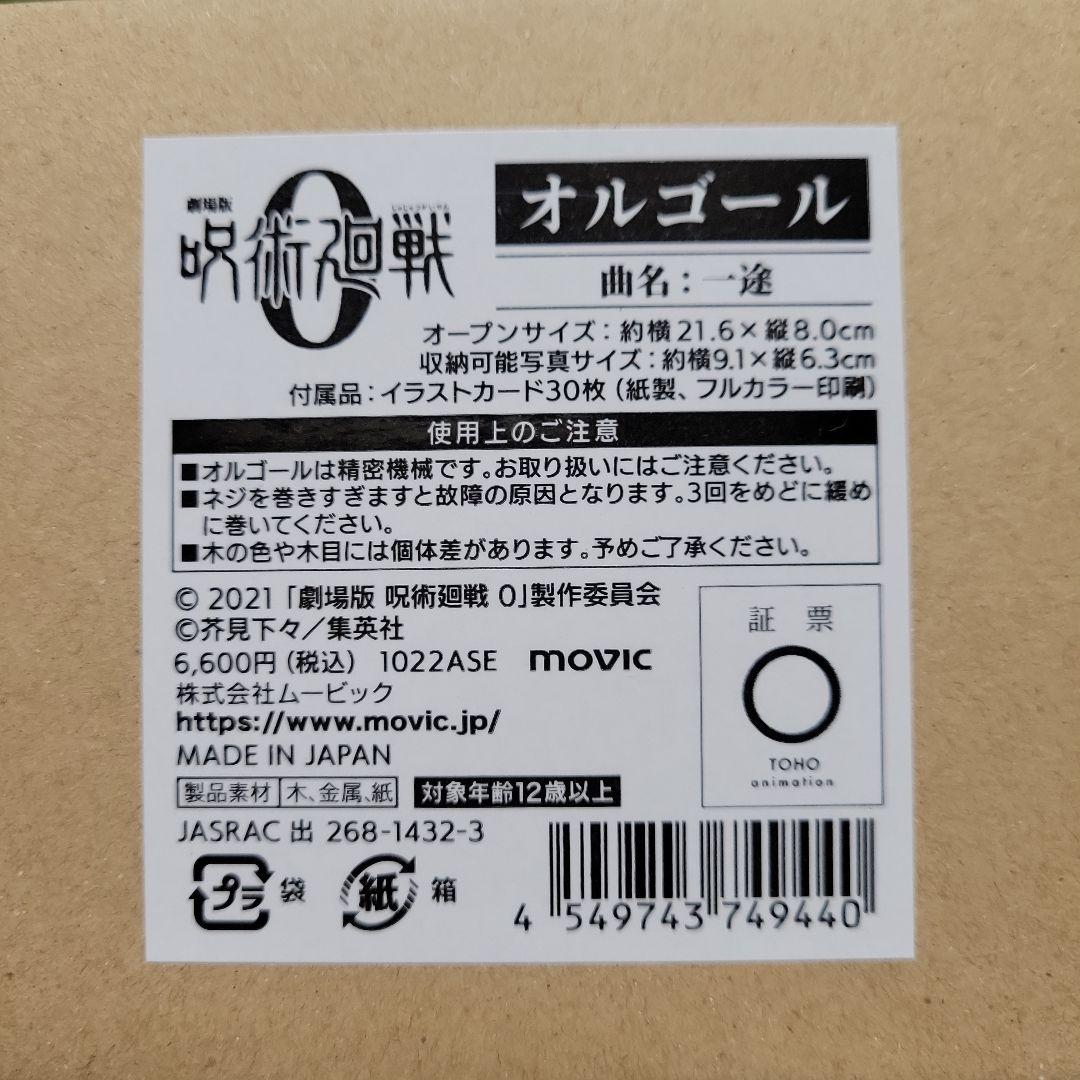 劇場版
じゅじゅつかいせん
呪術廻戦
0
オルゴール
曲名：一途
オープンサイズ：約横21.6×縦8.0cm
収納可能写真サイズ：約横9.1×縦6.3cm
付属品：イラストカード30枚（紙製、フルカラー印刷）
使用上のご注意
■オルゴールは精密機械です。お取り扱いにはご注意ください。
■ネジを巻きすぎますと故障の原因となります。3回をめどに緩め
に巻いてください。
■木の色や木目には個体差があります。予めご了承ください。
© 2021「劇場版 呪術廻戦 0」製作委員会
©芥見下々／集英社
6,600円（税込） 1022ASE movic
株式会社ムービック
https://www.movic.jp/
MADE IN JAPAN
製品素材 木、金属、紙 対象年齢12歳以上
JASRAC 出 268-1432-3
証票
TOHO
animation
プラ 袋 紙 箱
4 549743 749440